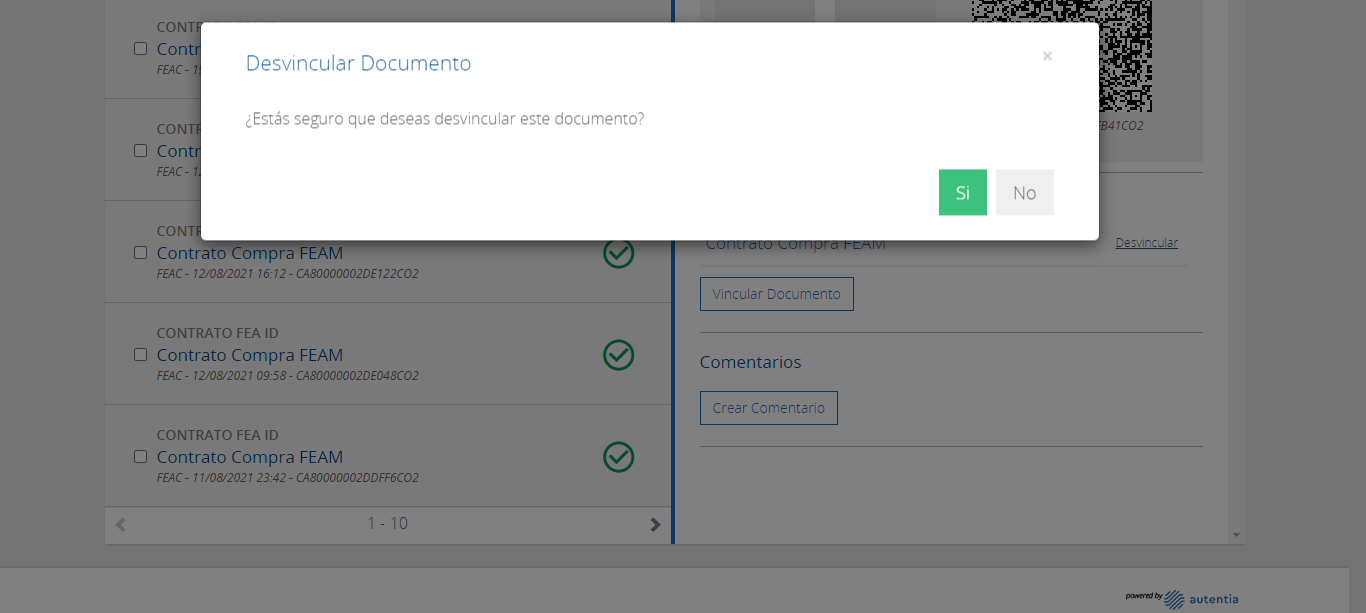 CONTR
Contr
FEAC - 1
CONTR
Contr
FEAC - 12
CONTR
Contrato Compra FEAM
FEAC - 12/08/2021 16:12 - CA80000002DE122CO2
CONTRATO FEA ID
Contrato Compra FEAM
FEAC - 12/08/2021 09:58 - CA80000002DE048CO2
CONTRATO FEA ID
Contrato Compra FEAM
FEAC - 11/08/2021 23:42 - CA80000002DDFF6CO2
1 - 10
Desvincular Documento
×
¿Estás seguro que deseas desvincular este documento?
Si
No
FB41CO2
Contrato Compra FEAM
Desvincular
Vincular Documento
Comentarios
Crear Comentario
powered by autentia